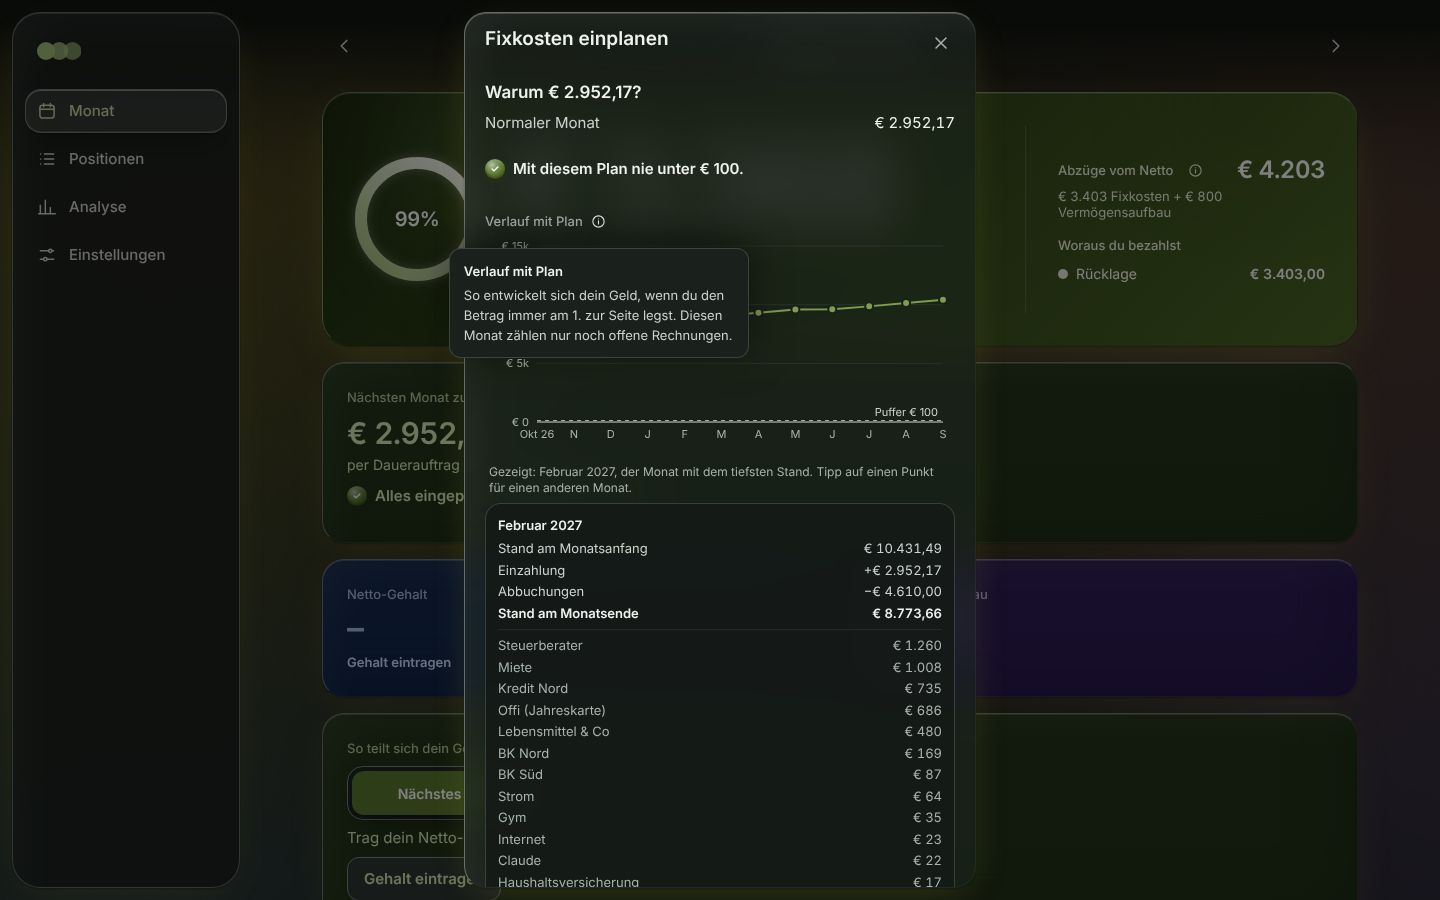 Fixkosten einplanen
Monat
Positionen
Analyse
Einstellungen
99%
Abzüge vom Netto
€ 4.203
€ 3.403 Fixkosten + € 800
Vermögensaufbau
Woraus du bezahlst
Rücklage
€ 3.403,00
Nächsten Monat zu
€ 2.952,
per Dauerauftrag
Alles eingep
Netto-Gehalt
–
Gehalt eintragen
au
So teilt sich dein Ge
Nächstes
Trag dein Netto-
Gehalt eintrage
Warum € 2.952,17?
Normaler Monat
€ 2.952,17
Mit diesem Plan nie unter € 100.
Verlauf mit Plan
€ 15k
Verlauf mit Plan
So entwickelt sich dein Geld, wenn du den
Betrag immer am 1. zur Seite legst. Diesen
Monat zählen nur noch offene Rechnungen.
€ 5k
Puffer € 100
€ 0
Okt 26 N D J F M A M J J A S
Gezeigt: Februar 2027, der Monat mit dem tiefsten Stand. Tipp auf einen Punkt
für einen anderen Monat.
Februar 2027
Stand am Monatsanfang € 10.431,49
Einzahlung +€ 2.952,17
Abbuchungen −€ 4.610,00
Stand am Monatsende € 8.773,66
Steuerberater € 1.260
Miete € 1.008
Kredit Nord € 735
Offi (Jahreskarte) € 686
Lebensmittel & Co € 480
BK Nord € 169
BK Süd € 87
Strom € 64
Gym € 35
Internet € 23
Claude € 22
Haushaltsversicherung € 17